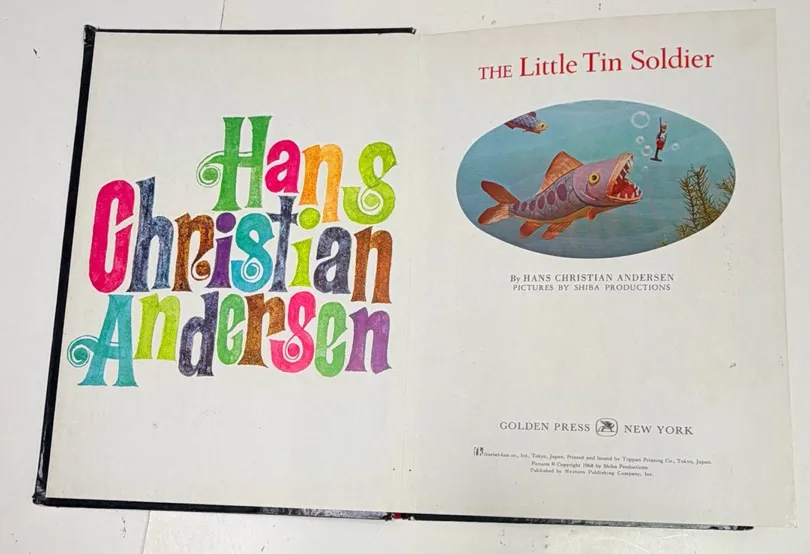 Hans
Christian
Andersen
THE Little Tin Soldier
By HANS CHRISTIAN ANDERSEN
PICTURES BY SHIBA PRODUCTIONS
GOLDEN PRESS NEW YORK
co., ltd., Tokyo, Japan. Printed and bound by Toppan Printing Co., Tokyo, Japan.
Pictures © Copyright 1968 by Shiba Productions.
Published by Western Publishing Company, Inc.